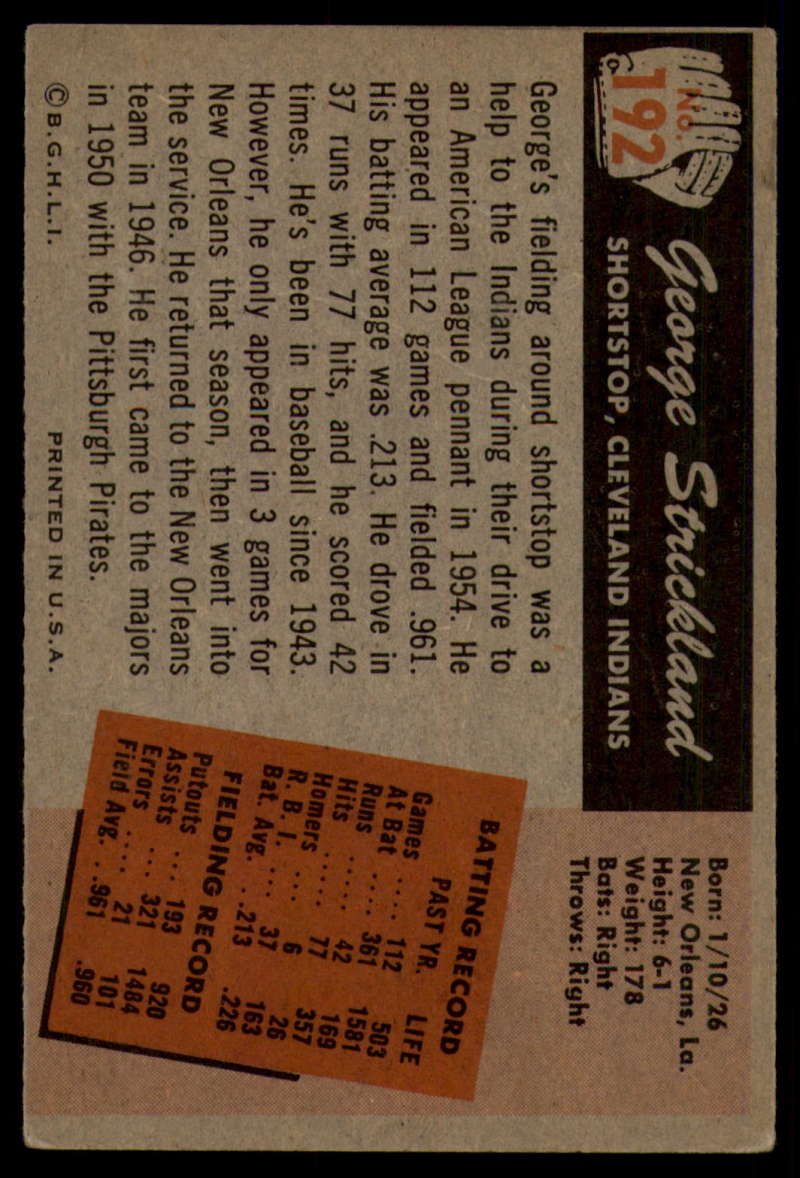 No.
192
George Strickland
SHORTSTOP, CLEVELAND INDIANS
Born: 1/10/26
New Orleans, La.
Height: 6-1
Weight: 178
Bats: Right
Throws: Right
George's fielding around shortstop was a
help to the Indians during their drive to
an American League pennant in 1954. He
appeared in 112 games and fielded .961.
His batting average was .213. He drove in
37 runs with 77 hits, and he scored 42
times. He's been in baseball since 1943.
However, he only appeared in 3 games for
New Orleans that season, then went into
the service. He returned to the New Orleans
team in 1946. He first came to the majors
in 1950 with the Pittsburgh Pirates.
©B.G.H.L.I. PRINTED IN U.S.A.
BATTING RECORD
PAST YR. LIFE
Games .... 112 503
At Bat .... 361 1581
Runs ..... 42 169
Hits ..... 77 357
Homers .... 6 26
R. B. I. ... 37 163
Bat. Avg. . .213 .226
FIELDING RECORD
Putouts ... 193 920
Assists ... 321 1484
Errors .... 21 101
Field Avg. . .961 .960